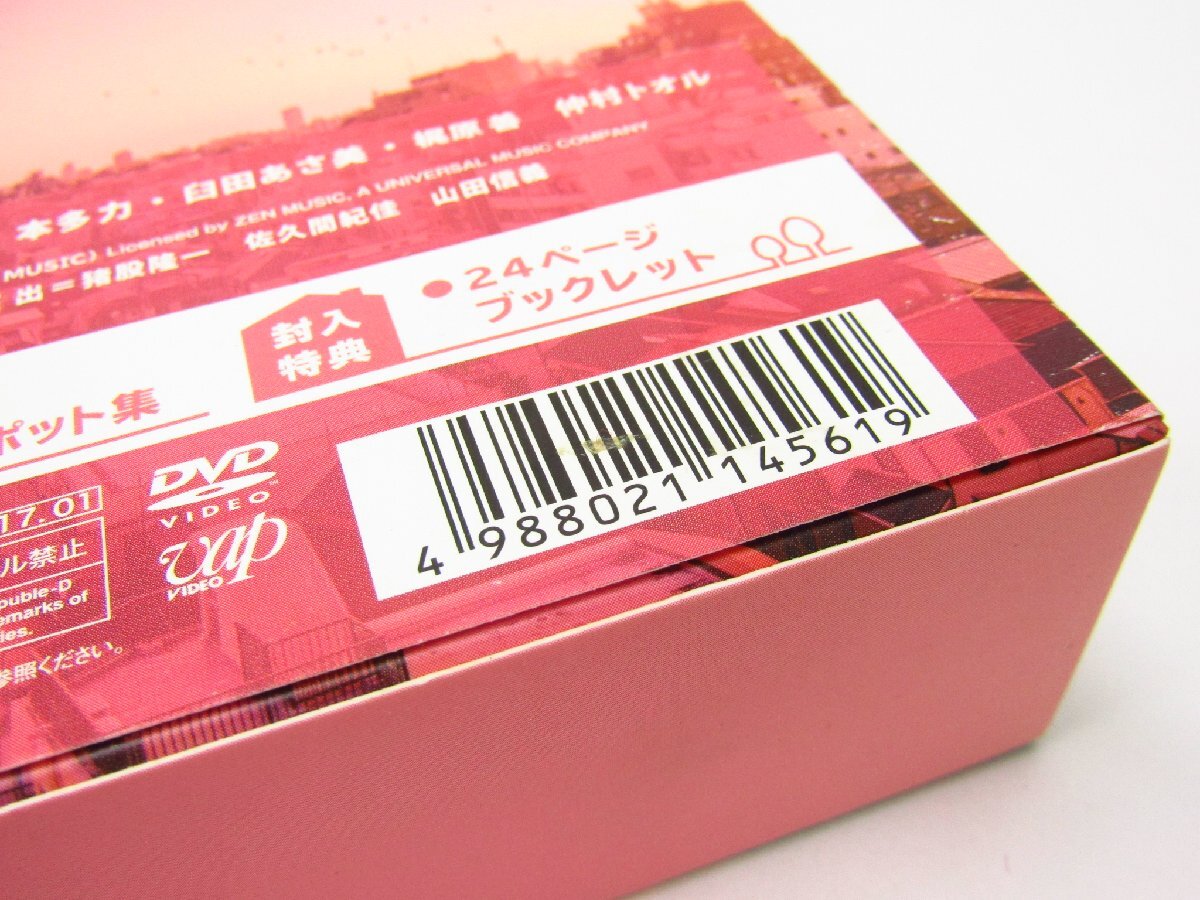 本多力・臼田あさ美・梶原善 仲村トオル
MUSIC) Licensed by ZEN MUSIC, A UNIVERSAL MUSIC COMPANY
出=猪股隆一 佐久間紀佳 山田信義
封入
特典
●24ページ
ブックレット
ポット集
DVD
VIDEO™
vap
VIDEO
17.01
ル禁止
ouble-D
emarks of
ies.
参照ください。
4 988021 145619